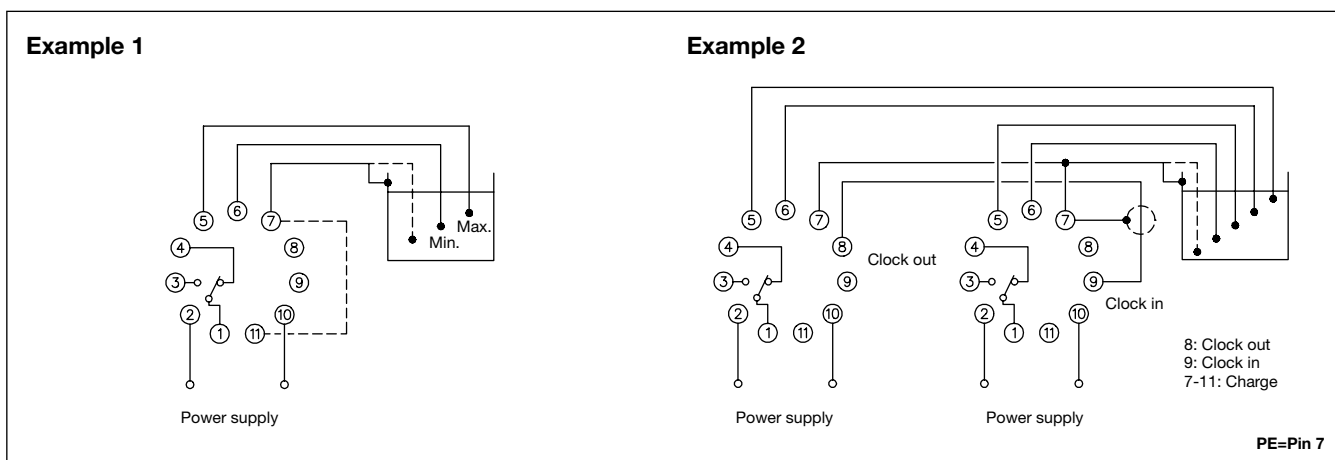 Example 1
5
6
7
4
8
3
9
2
10
1
11
Max.
Min.
Power supply
Example 2
5
6
7
4
8
3
9
2
10
1
11
Clock out
5
6
7
4
8
3
9
2
10
1
11
Clock in
Power supply
Power supply
8: Clock out
9: Clock in
7-11: Charge
PE=Pin 7